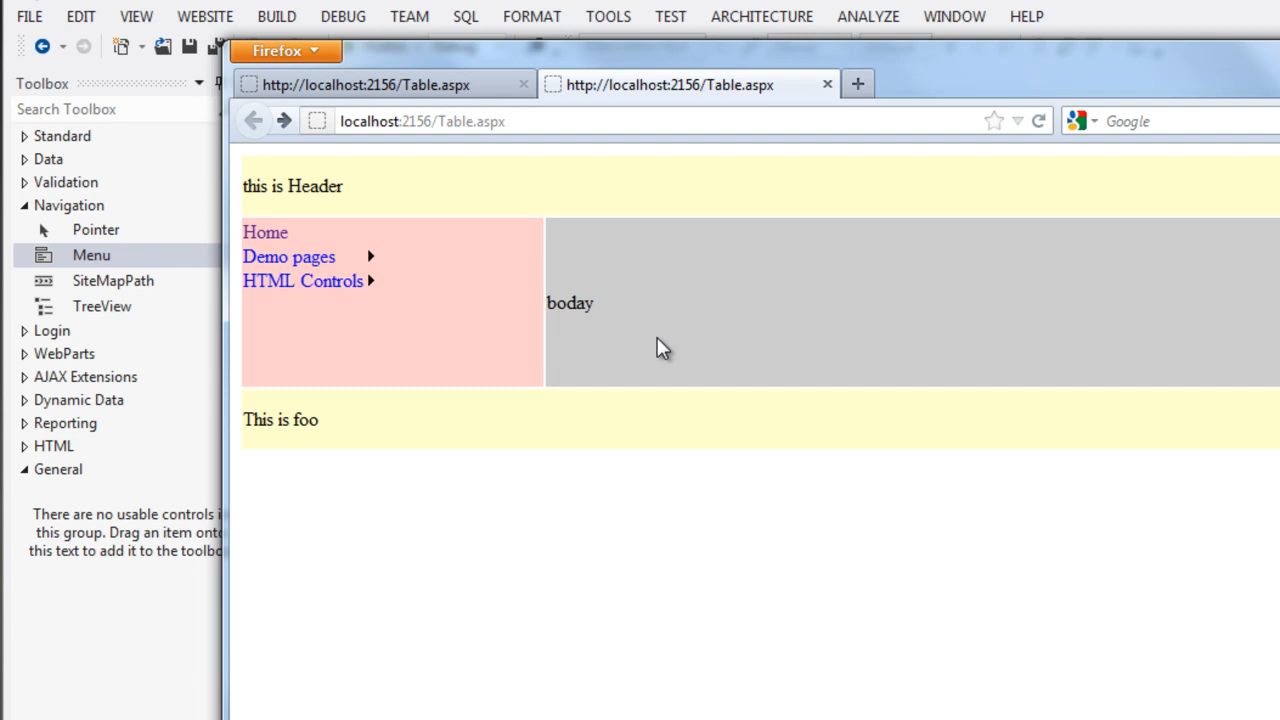 FILE EDIT VIEW WEBSITE BUILD DEBUG TEAM SQL FORMAT TOOLS TEST ARCHITECTURE ANALYZE WINDOW HELP
Firefox
Toolbox
http://localhost:2156/Table.aspx http://localhost:2156/Table.aspx
Search Toolbox
localhost:2156/Table.aspx Google
Standard
Data
Validation
Navigation
Pointer
Menu
SiteMapPath
TreeView
Login
WebParts
AJAX Extensions
Dynamic Data
Reporting
HTML
General
There are no usable controls
this group. Drag an item
this text to add it to the
this is Header
Home
Demo pages
HTML Controls
boday
This is foo